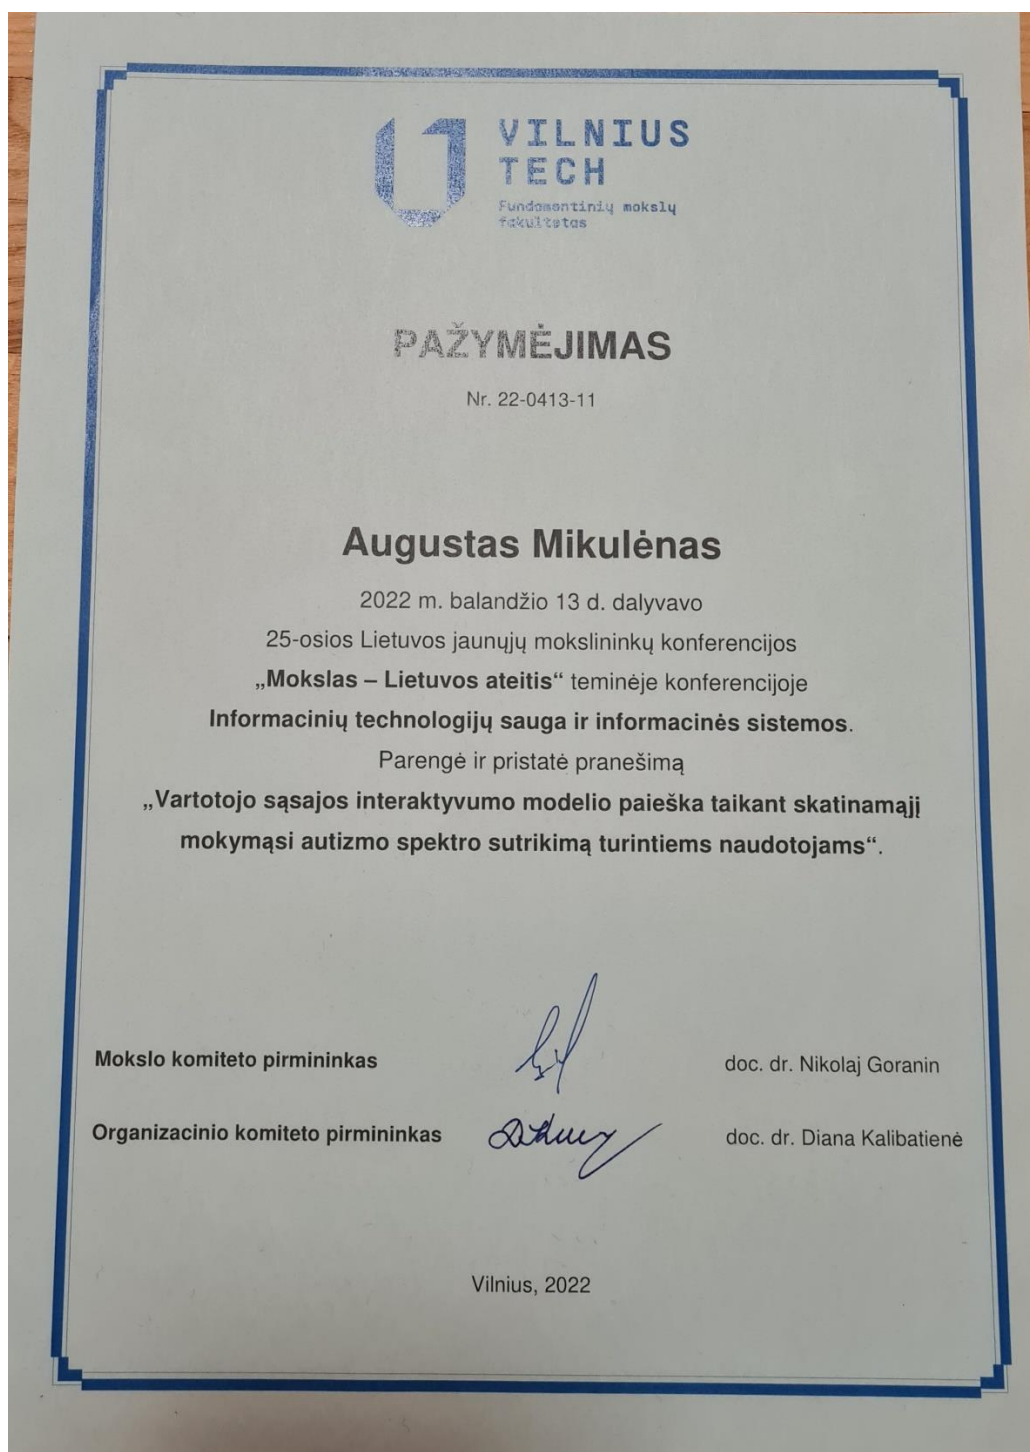 VILNIUS
TECH
Fundamentinių mokslų
fakultetas
PAŽYMĖJIMAS
Nr. 22-0413-11
Augustas Mikulėnas
2022 m. balandžio 13 d. dalyvavo
25-osios Lietuvos jaunųjų mokslininkų konferencijos
„Mokslas – Lietuvos ateitis“ teminėje konferencijoje
Informacinių technologijų sauga ir informacinės sistemos.
Parengė ir pristatė pranešimą
„Vartotojo sąsajos interaktyvumo modelio paieška taikant skatinamąjį
mokymąsi autizmo spektro sutrikimą turintiems naudotojams“.
Mokslo komiteto pirmininkas doc. dr. Nikolaj Goranin
Organizacinio komiteto pirmininkas doc. dr. Diana Kalibatienė
Vilnius, 2022